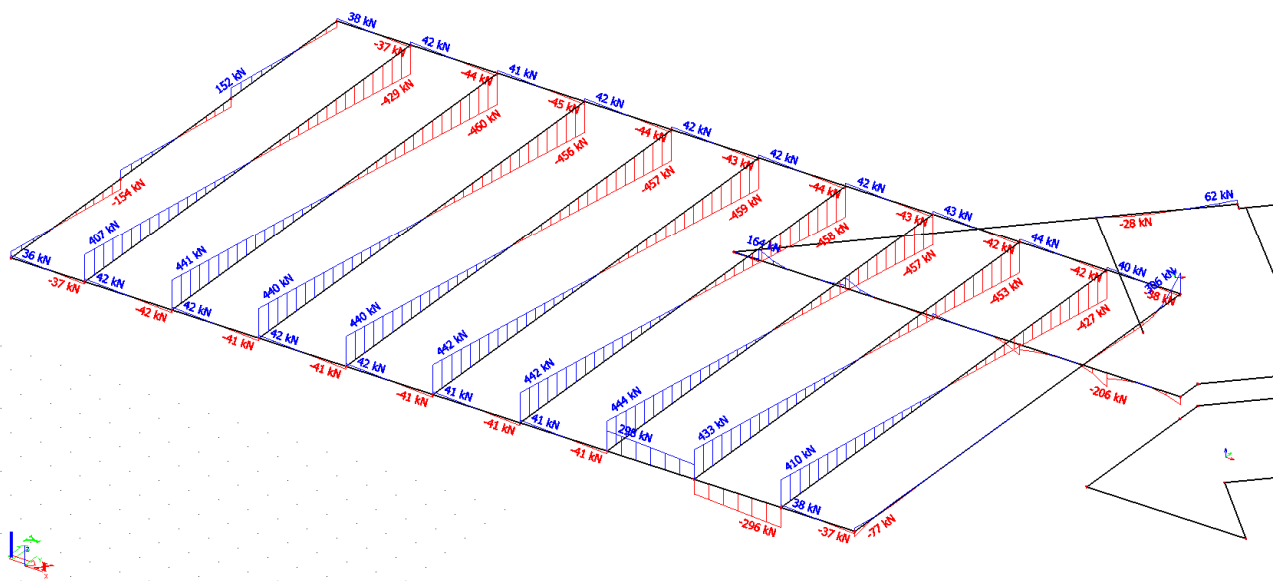 38 kN
-37 kN
42 kN
-44 kN
41 kN
-45 kN
42 kN
-44 kN
42 kN
-43 kN
42 kN
-44 kN
42 kN
-43 kN
43 kN
-42 kN
44 kN
-42 kN
40 kN
-38 kN
62 kN
-28 kN
152 kN
-154 kN
-429 kN
-460 kN
-456 kN
-457 kN
-459 kN
-458 kN
-457 kN
-453 kN
-427 kN
164 kN
-206 kN
407 kN
441 kN
440 kN
440 kN
442 kN
442 kN
444 kN
298 kN
433 kN
410 kN
36 kN
-37 kN
42 kN
-42 kN
42 kN
-41 kN
42 kN
-41 kN
42 kN
-41 kN
41 kN
-41 kN
41 kN
-41 kN
-296 kN
38 kN
-37 kN
-77 kN
Y
z
X
x